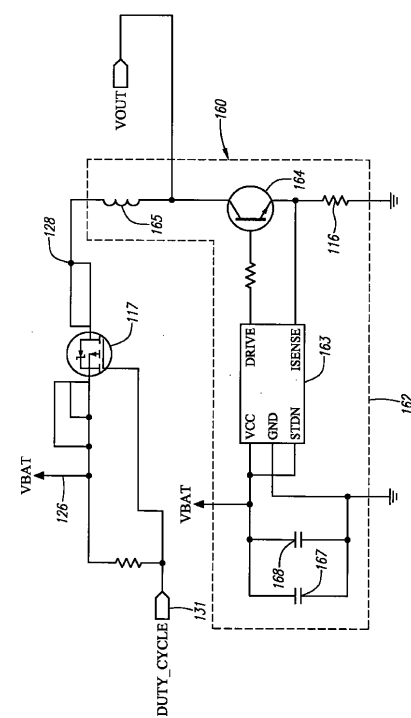 VOUT
160
128
165
164
117
116
DRIVE
ISENSE
163
VCC
GND
STDN
162
VBAT
126
VBAT
168
167
131
DUTY_CYCLE